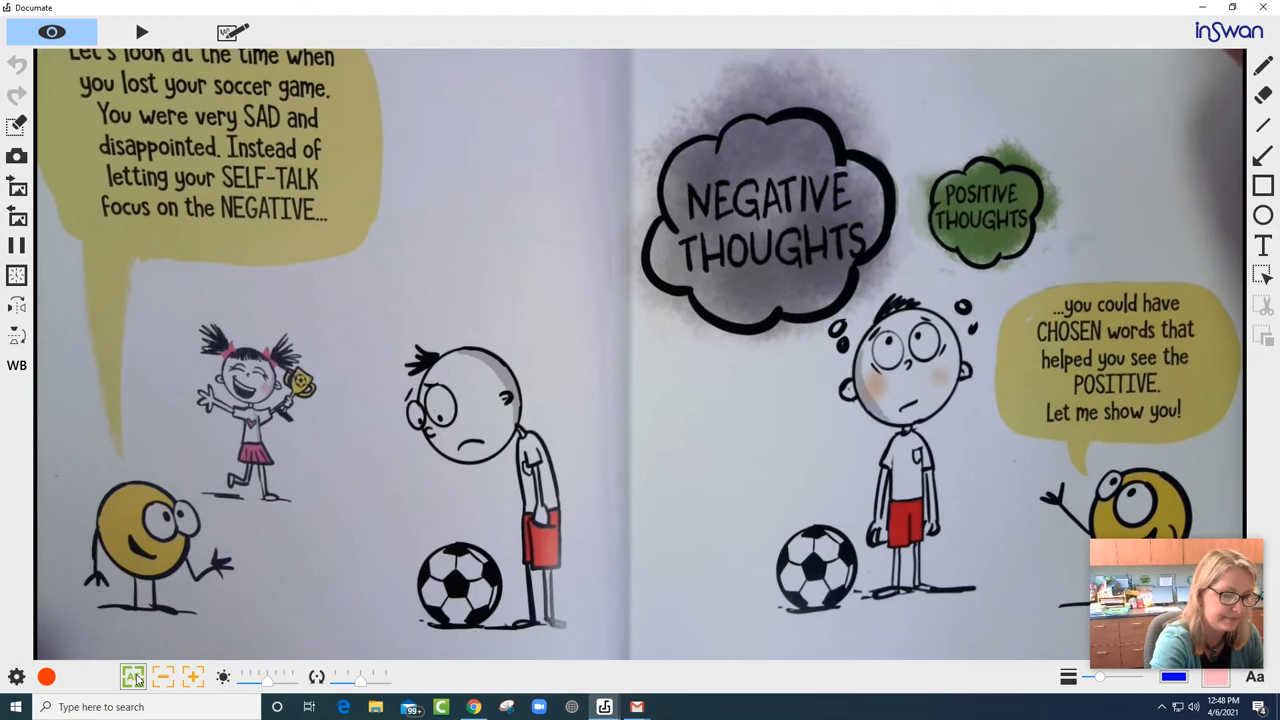 Documate
inswan
Let's look at the time when
you lost your soccer game.
You were very SAD and
disappointed. Instead of
letting your SELF-TALK
focus on the NEGATIVE...
NEGATIVE
THOUGHTS
POSITIVE
THOUGHTS
...you could have
CHOSEN words that
helped you see the
POSITIVE.
Let me show you!
WB
Aa
Type here to search
99+
12:48 PM
4/6/2021
4